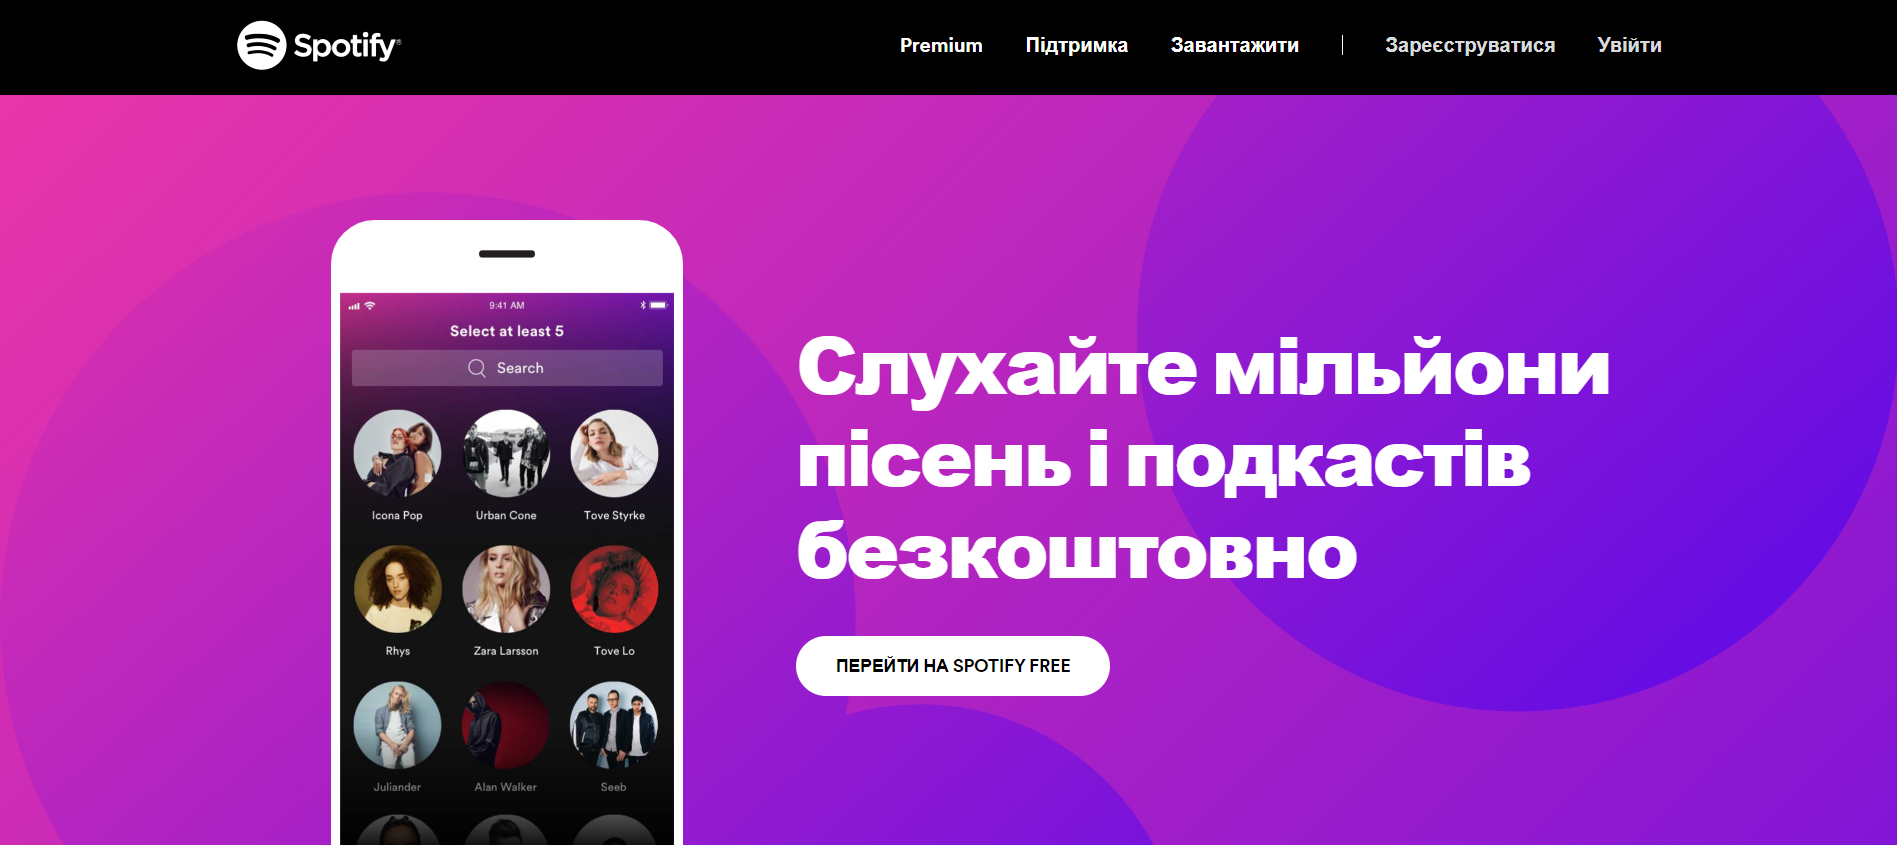 Spotify®
Premium Підтримка Завантажити | Зареєструватися Увійти
9:41 AM
Select at least 5
Search
Icona Pop Urban Cone Tove Styrke
Rhys Zara Larsson Tove Lo
Juliander Alan Walker Seeb
Слухайте мільйони
пісень і подкастів
безкоштовно
ПЕРЕЙТИ НА SPOTIFY FREE